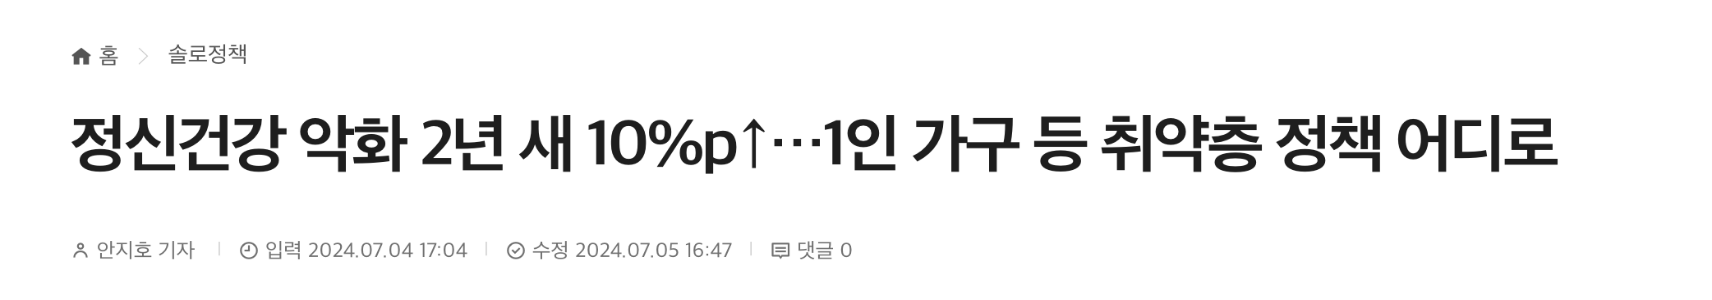 홈 > 솔로정책
정신건강 악화 2년 새 10%p↑…1인 가구 등 취약층 정책 어디로
안지호 기자 | 입력 2024.07.04 17:04 | 수정 2024.07.05 16:47 | 댓글 0